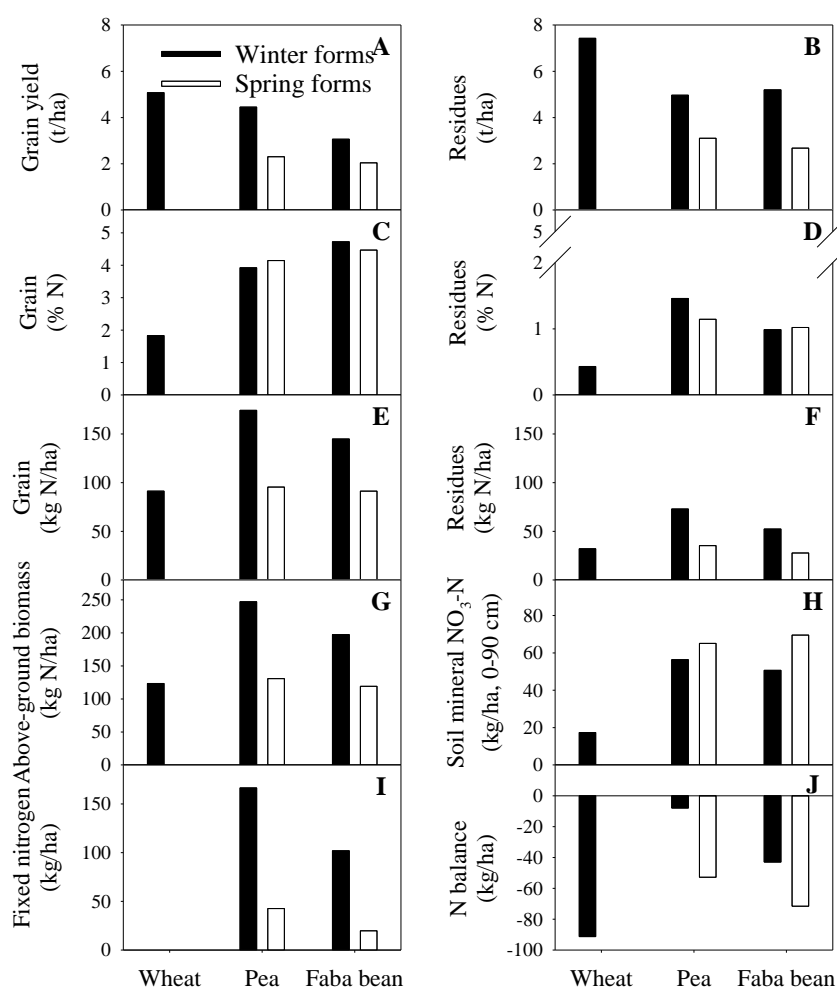 A
Winter forms
Spring forms
Grain yield
(t/ha)
8
6
4
2
0
B
Residues
(t/ha)
8
6
4
2
0
C
Grain
(% N)
5
4
3
2
1
0
D
Residues
(% N)
5
2
1
0
E
Grain
(kg N/ha)
150
100
50
0
F
Residues
(kg N/ha)
150
100
50
0
G
Above-ground biomass
(kg N/ha)
250
200
150
100
50
0
H
Soil mineral NO3-N
(kg/ha, 0-90 cm)
80
60
40
20
0
I
Fixed nitrogen
(kg/ha)
150
100
50
0
J
N balance
(kg/ha)
0
-20
-40
-60
-80
-100
Wheat Pea Faba bean
Wheat Pea Faba bean